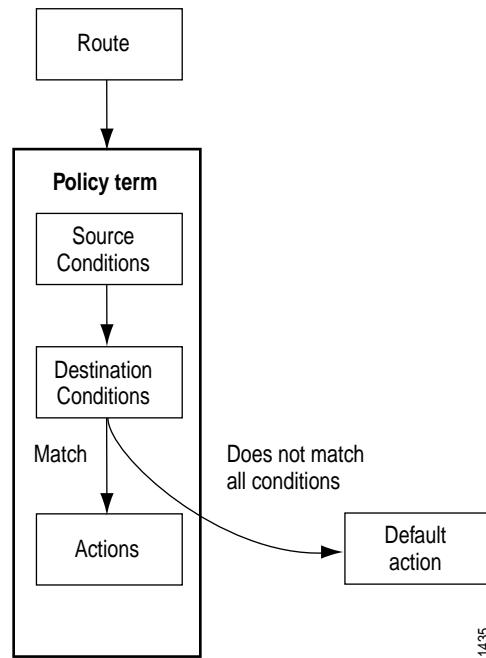 Route
Policy term
Source
Conditions
Destination
Conditions
Match
Does not match
all conditions
Actions
Default
action
1435